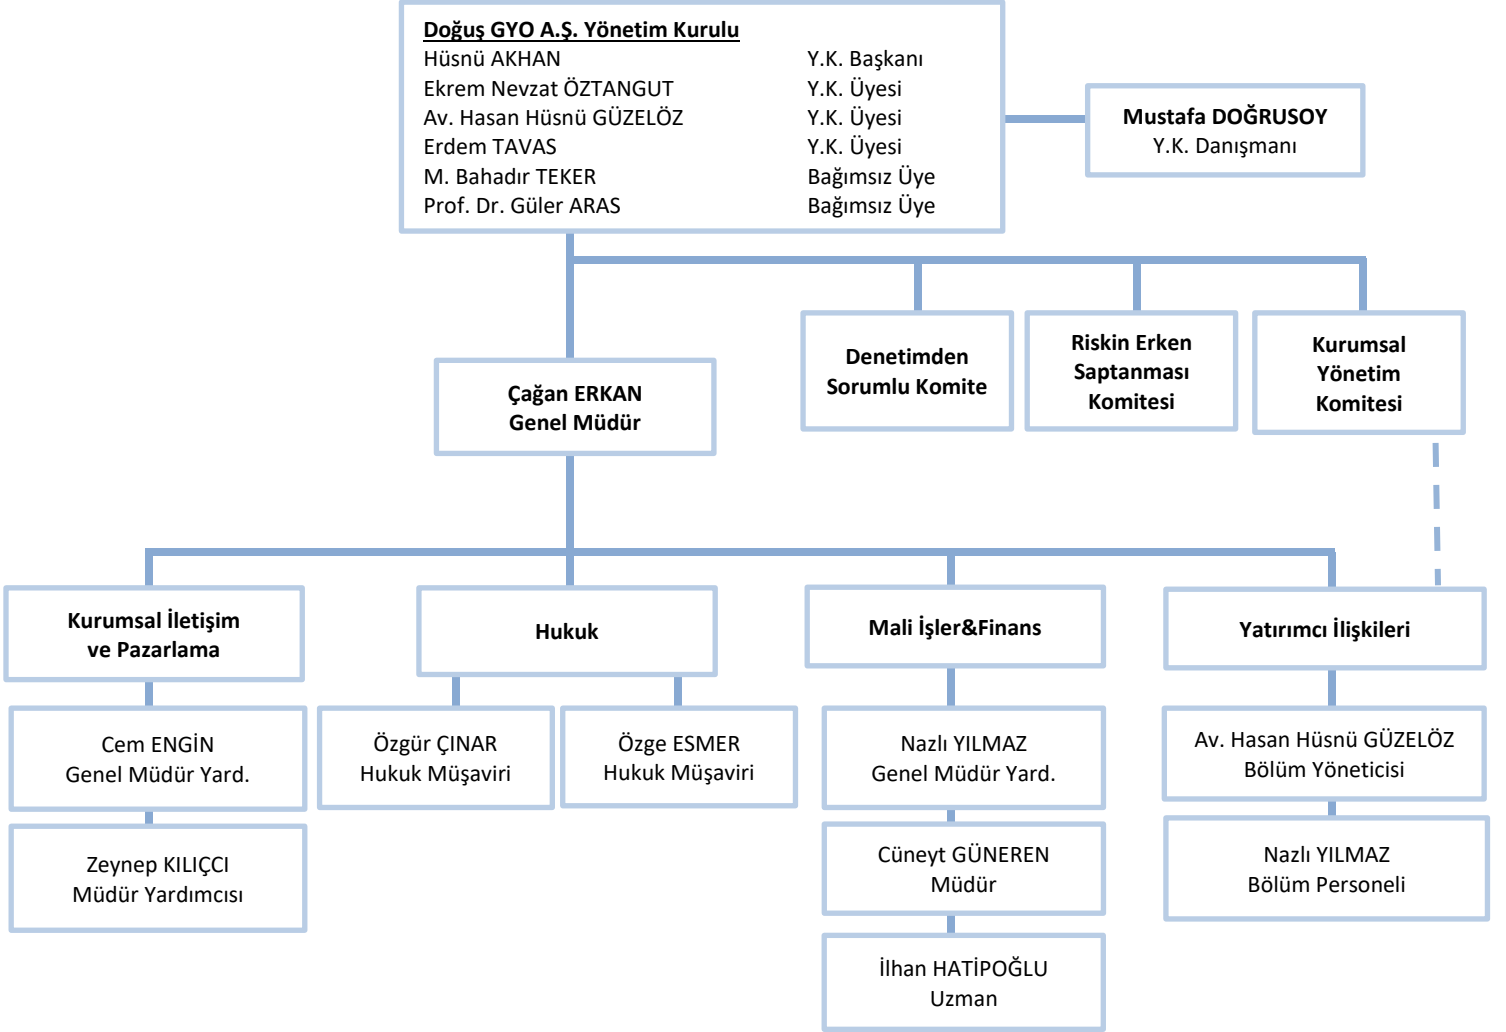 Doğuş GYO A.Ş. Yönetim Kurulu
Hüsnü AKHAN Y.K. Başkanı
Ekrem Nevzat ÖZTANGUT Y.K. Üyesi
Av. Hasan Hüsnü GÜZELÖZ Y.K. Üyesi
Erdem TAVAS Y.K. Üyesi
M. Bahadır TEKER Bağımsız Üye
Prof. Dr. Güler ARAS Bağımsız Üye
Mustafa DOĞRUSOY
Y.K. Danışmanı
Çağan ERKAN
Genel Müdür
Denetimden
Sorumlu Komite
Riskin Erken
Saptanması
Komitesi
Kurumsal
Yönetim
Komitesi
Kurumsal İletişim
ve Pazarlama
Hukuk
Mali İşler&Finans
Yatırımcı İlişkileri
Cem ENGİN
Genel Müdür Yard.
Özgür ÇINAR
Hukuk Müşaviri
Özge ESMER
Hukuk Müşaviri
Nazlı YILMAZ
Genel Müdür Yard.
Av. Hasan Hüsnü GÜZELÖZ
Bölüm Yöneticisi
Zeynep KILIÇCI
Müdür Yardımcısı
Cüneyt GÜNEREN
Müdür
Nazlı YILMAZ
Bölüm Personeli
İlhan HATİPOĞLU
Uzman